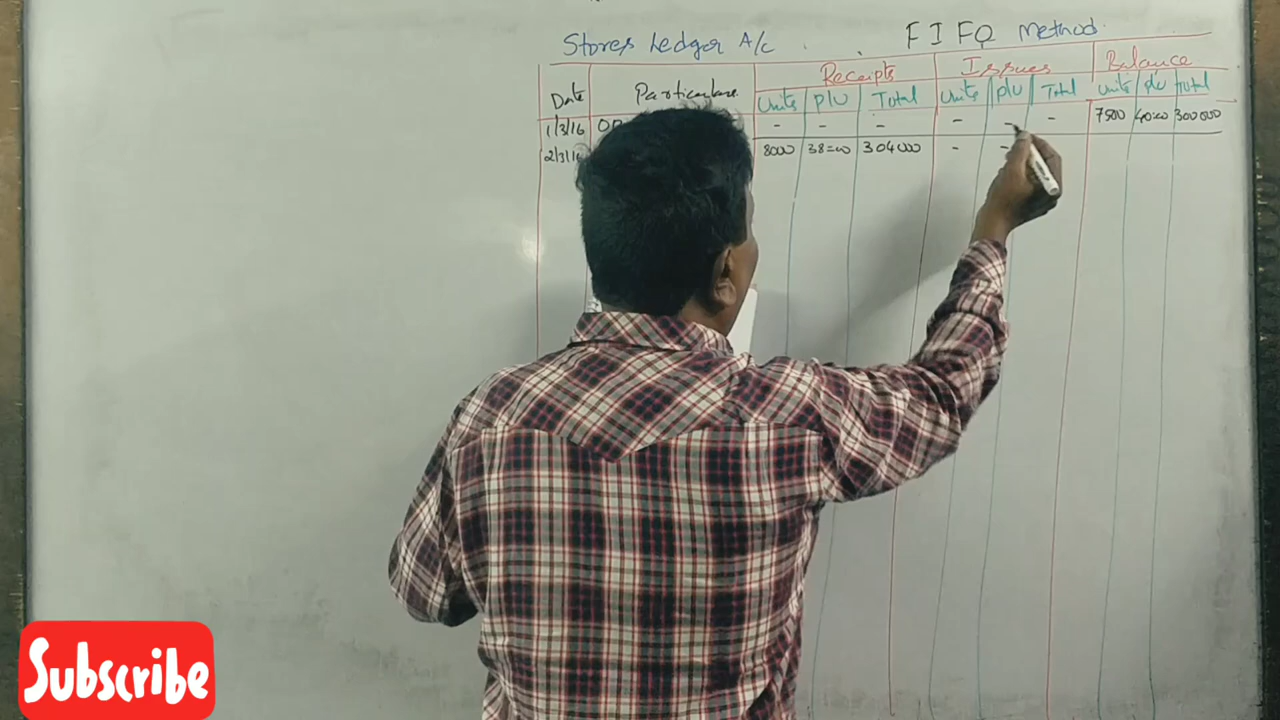 Stores Ledger A/c FIFO Method
Receipts Issues Balance
Date Particulars Units P/U Total Units P/U Total Units P/U Total
1/3/16 - - - - - - 7500 40=00 300000
2/3/16 8000 38=00 304000 - -
Subscribe